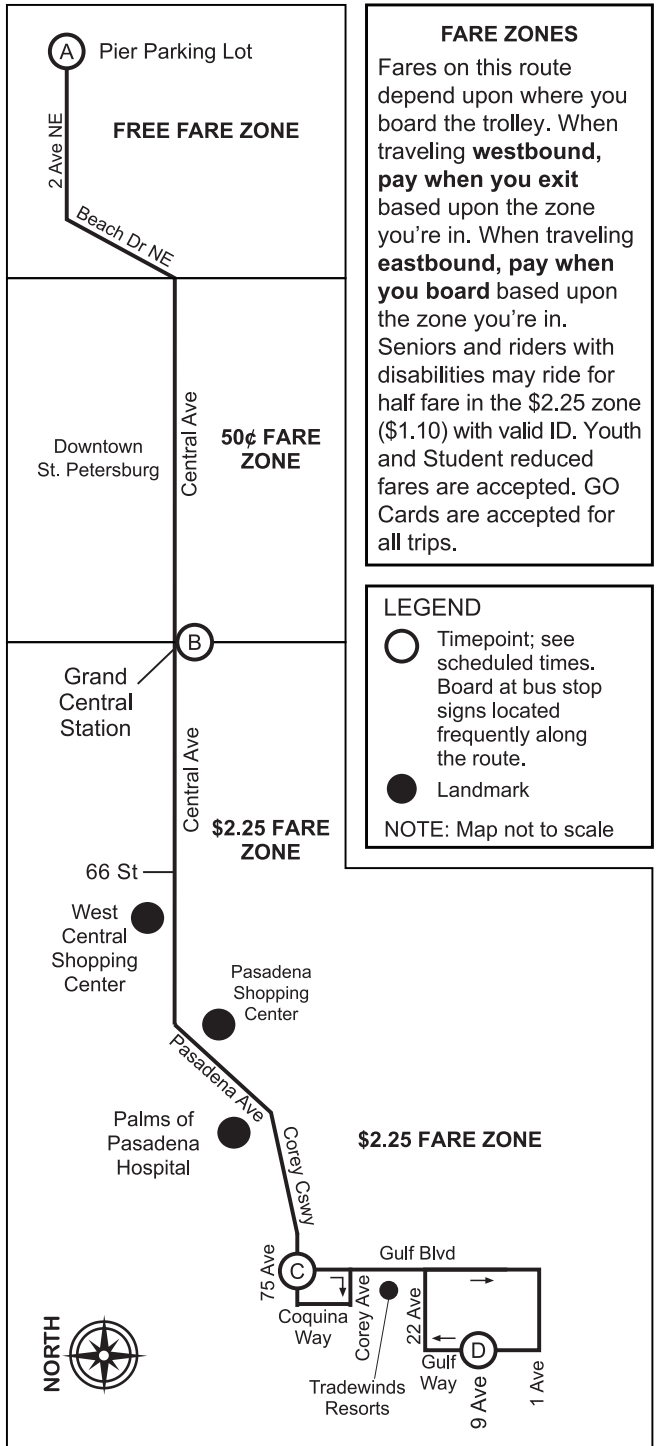 A
Pier Parking Lot
FREE FARE ZONE
2 Ave NE
Beach Dr NE
Downtown
St. Petersburg
Central Ave
50¢ FARE
ZONE
B
Grand
Central
Station
Central Ave
$2.25 FARE
ZONE
66 St
West
Central
Shopping
Center
Pasadena
Shopping
Center
Pasadena Ave
Palms of
Pasadena
Hospital
Corey Cswy
$2.25 FARE ZONE
75 Ave
C
Gulf Blvd
Coquina
Way
Corey Ave
22 Ave
Gulf
Way
D
9 Ave
1 Ave
Tradewinds
Resorts
NORTH
FARE ZONES
Fares on this route
depend upon where you
board the trolley. When
traveling westbound,
pay when you exit
based upon the zone
you're in. When traveling
eastbound, pay when
you board based upon
the zone you're in.
Seniors and riders with
disabilities may ride for
half fare in the $2.25 zone
($1.10) with valid ID. Youth
and Student reduced
fares are accepted. GO
Cards are accepted for
all trips.
LEGEND
Timepoint; see
scheduled times.
Board at bus stop
signs located
frequently along
the route.
Landmark
NOTE: Map not to scale